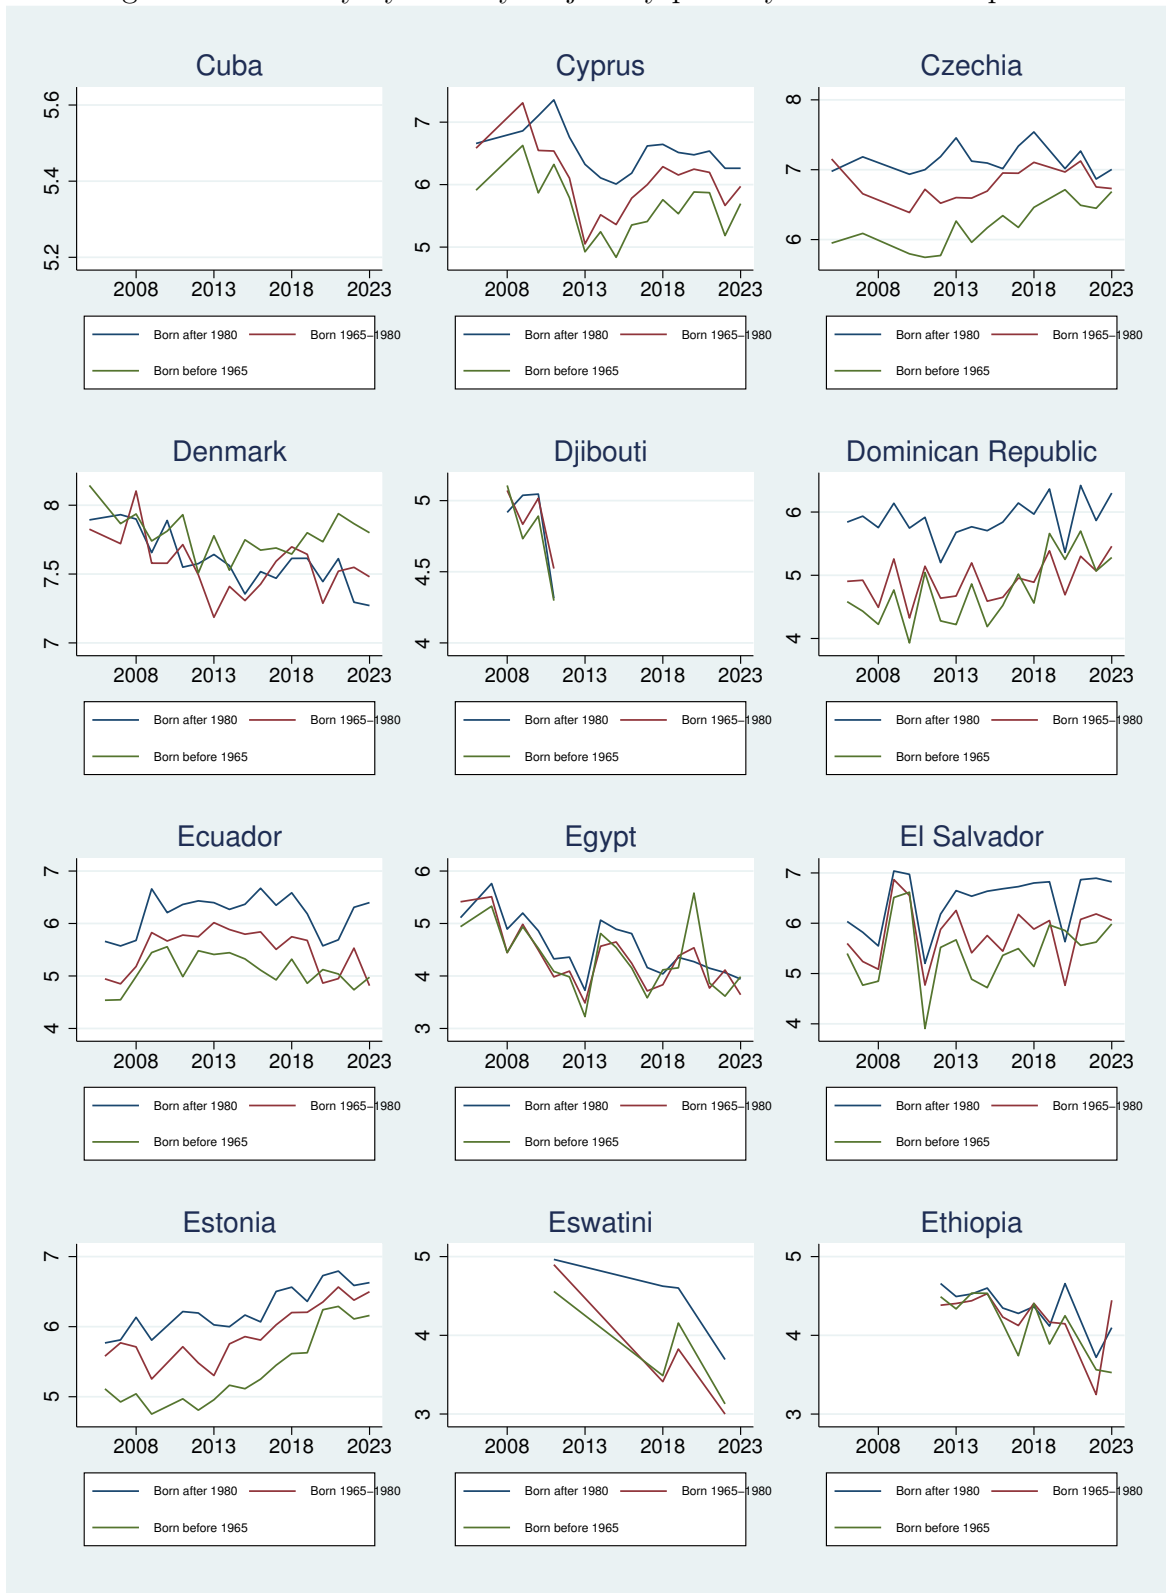 Cuba Cyprus Czechia
5.6
5.4
5.2
2008 2013 2018 2023
7
6
5
2008 2013 2018 2023
8
7
6
2008 2013 2018 2023
Born after 1980 Born 1965–1980
Born before 1965
Born after 1980 Born 1965–1980
Born before 1965
Born after 1980 Born 1965–1980
Born before 1965
Denmark Djibouti Dominican Republic
8
7.5
7
2008 2013 2018 2023
5
4.5
4
2008 2013 2018 2023
6
5
4
2008 2013 2018 2023
Born after 1980 Born 1965–1980
Born before 1965
Born after 1980 Born 1965–1980
Born before 1965
Born after 1980 Born 1965–1980
Born before 1965
Ecuador Egypt El Salvador
7
6
5
4
2008 2013 2018 2023
6
5
4
3
2008 2013 2018 2023
7
6
5
4
2008 2013 2018 2023
Born after 1980 Born 1965–1980
Born before 1965
Born after 1980 Born 1965–1980
Born before 1965
Born after 1980 Born 1965–1980
Born before 1965
Estonia Eswatini Ethiopia
7
6
5
2008 2013 2018 2023
5
4
3
2008 2013 2018 2023
5
4
3
2008 2013 2018 2023
Born after 1980 Born 1965–1980
Born before 1965
Born after 1980 Born 1965–1980
Born before 1965
Born after 1980 Born 1965–1980
Born before 1965